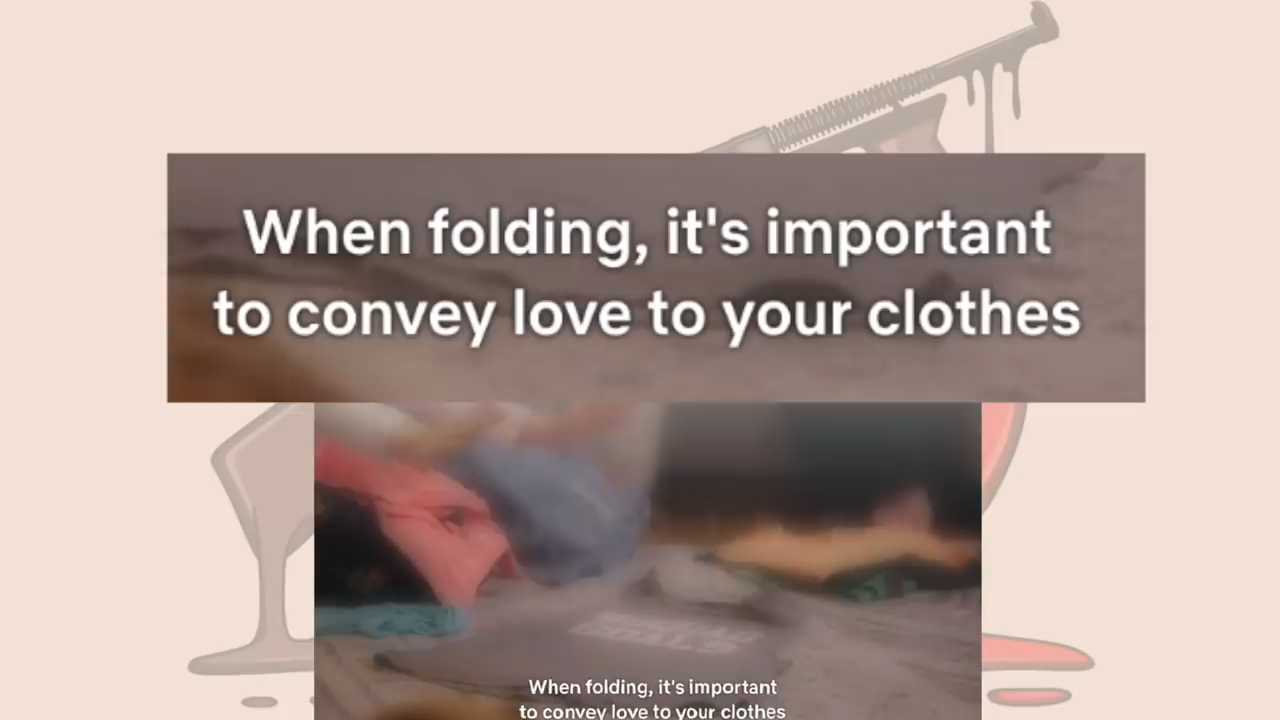 When folding, it's important
to convey love to your clothes
When folding, it's important
to convey love to your clothes